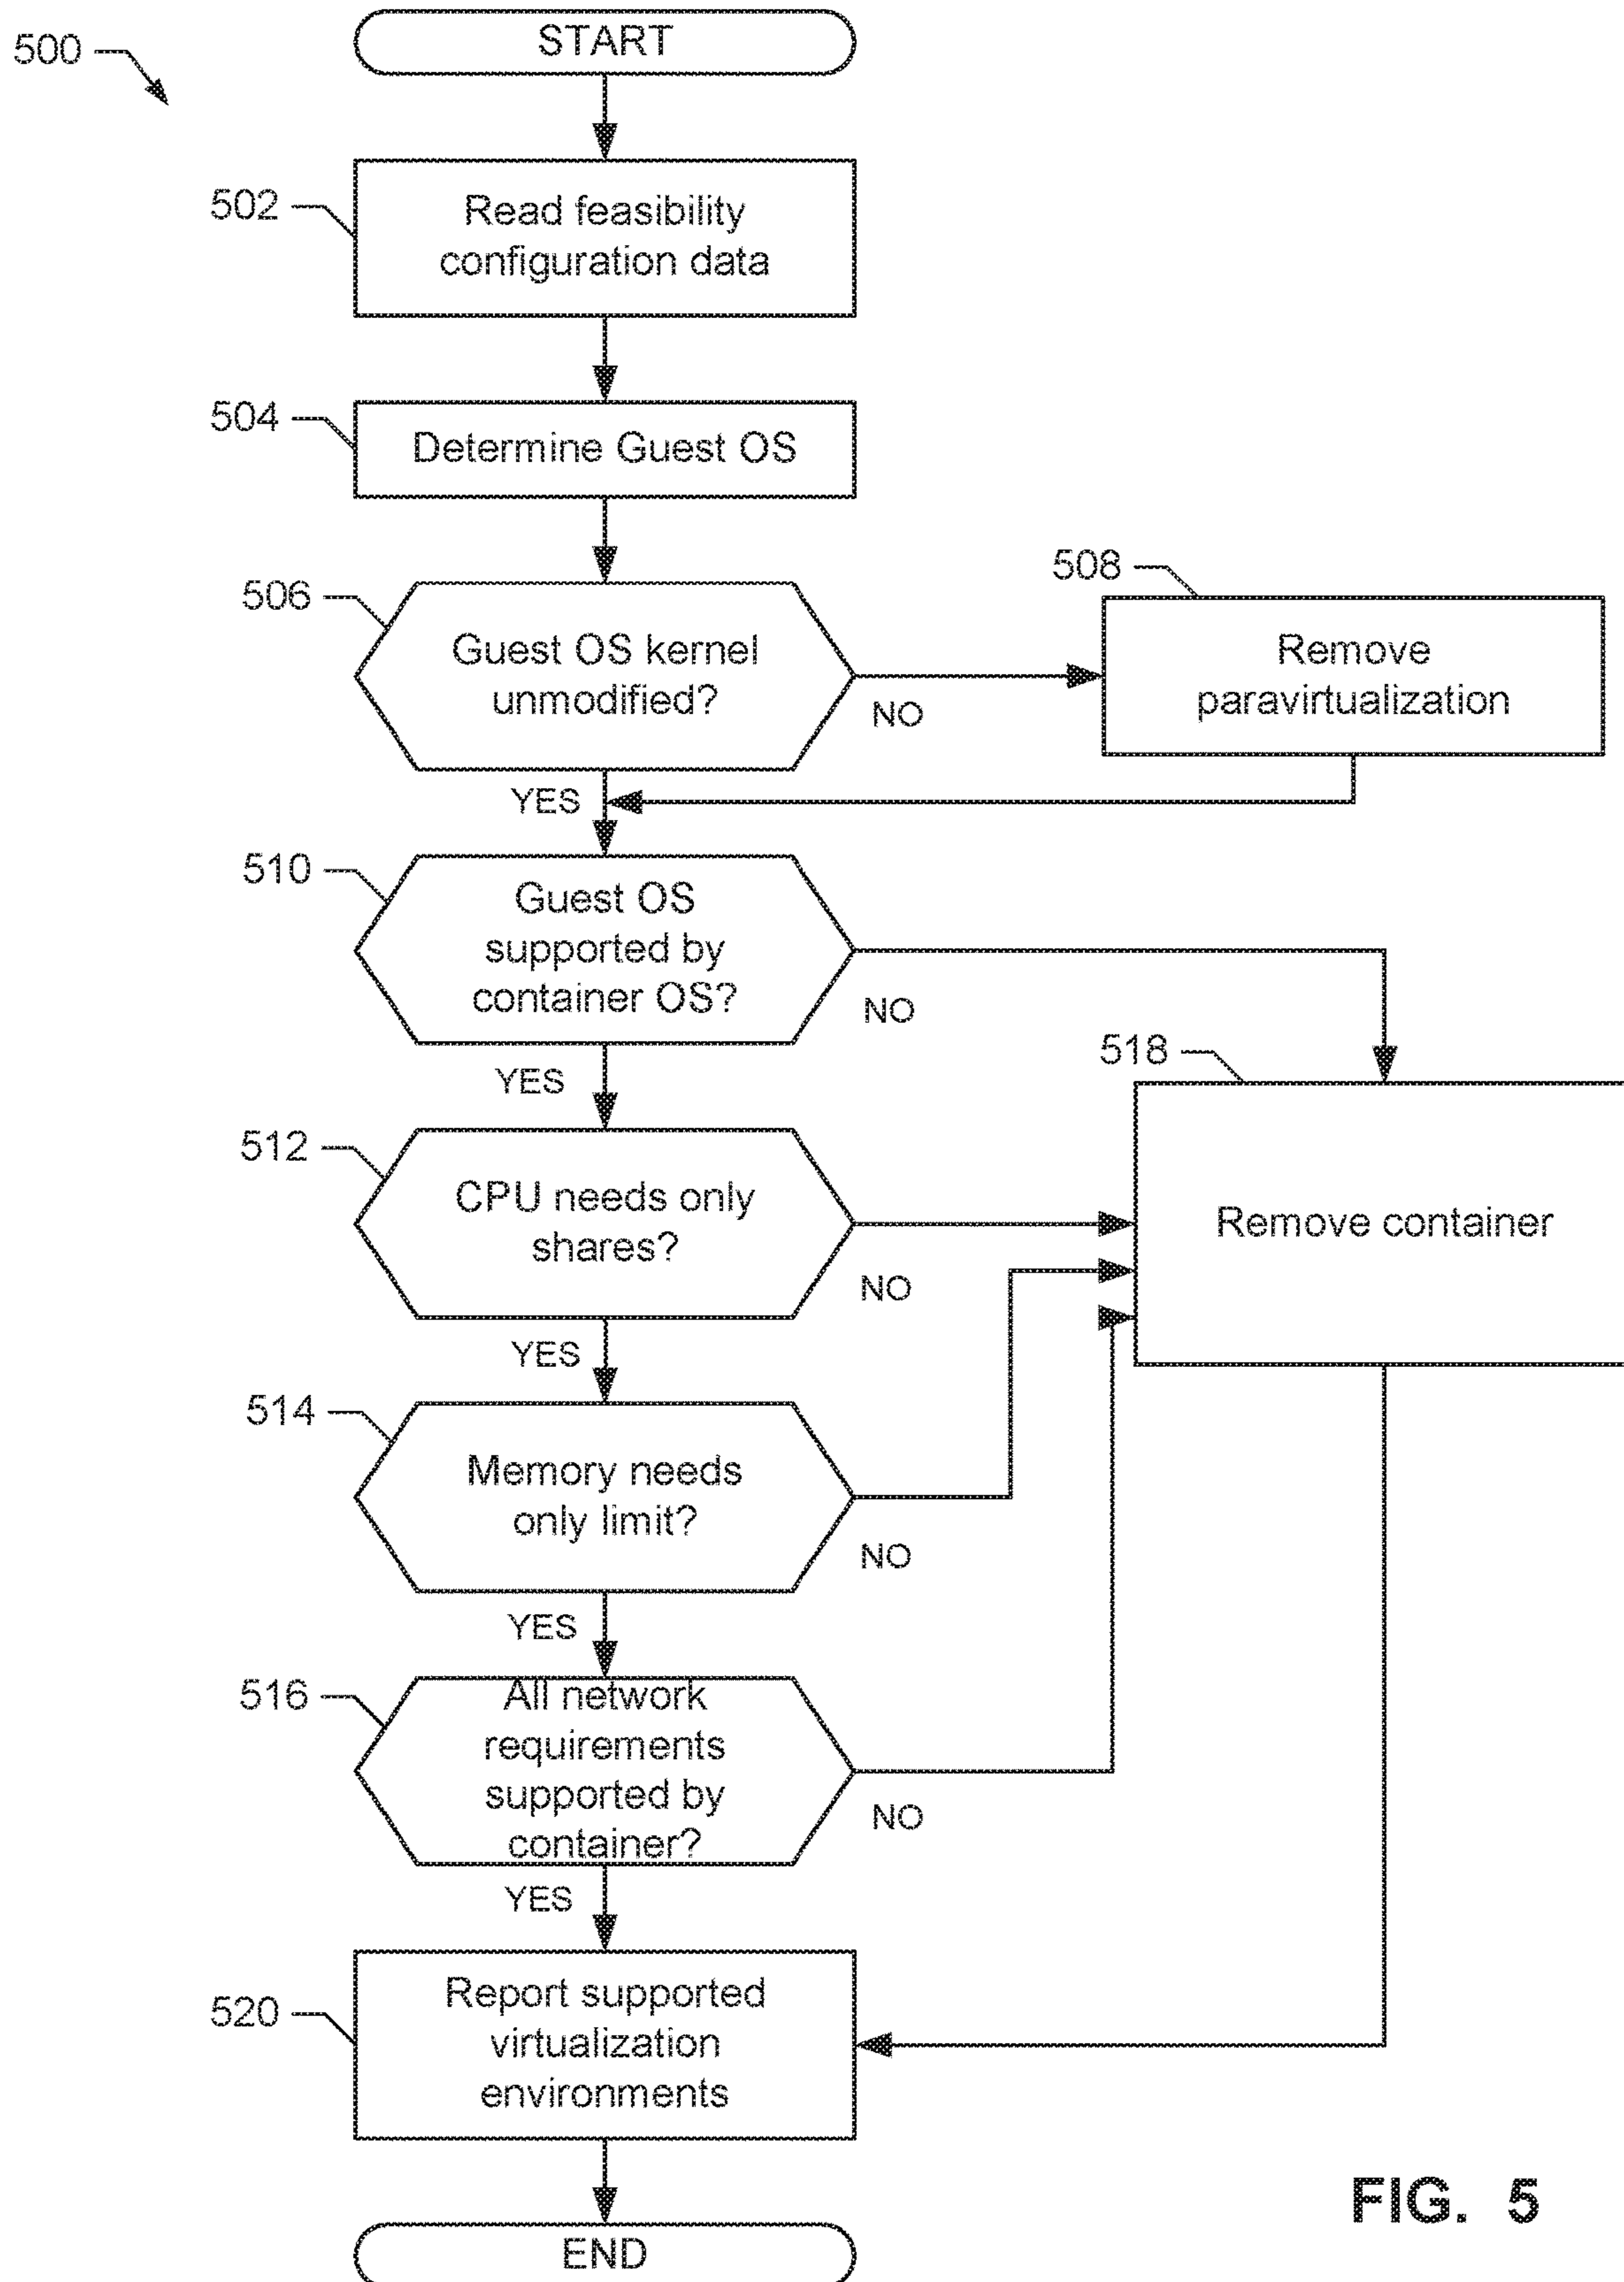 500
START
502
Read feasibility
configuration data
504
Determine Guest OS
506
Guest OS kernel
unmodified?
NO
508
Remove
paravirtualization
YES
510
Guest OS
supported by
container OS?
NO
YES
512
CPU needs only
shares?
NO
518
Remove container
YES
514
Memory needs
only limit?
NO
YES
516
All network
requirements
supported by
container?
NO
YES
520
Report supported
virtualization
environments
END
FIG. 5